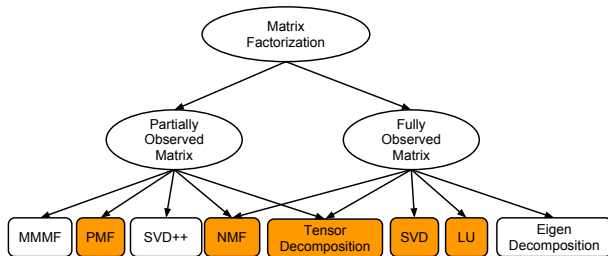 Matrix
Factorization
Partially
Observed
Matrix
Fully
Observed
Matrix
MMMF
PMF
SVD++
NMF
Tensor
Decomposition
SVD
LU
Eigen
Decomposition